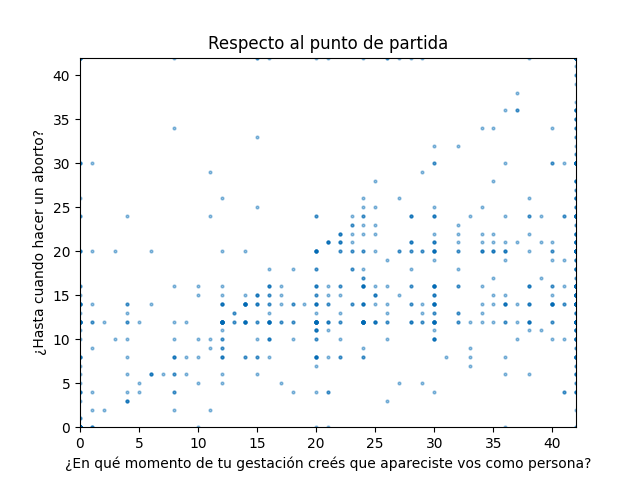 Respecto al punto de partida
¿Hasta cuando hacer un aborto?
40
35
30
25
20
15
10
5
0
0 5 10 15 20 25 30 35 40
¿En qué momento de tu gestación creés que apareciste vos como persona?